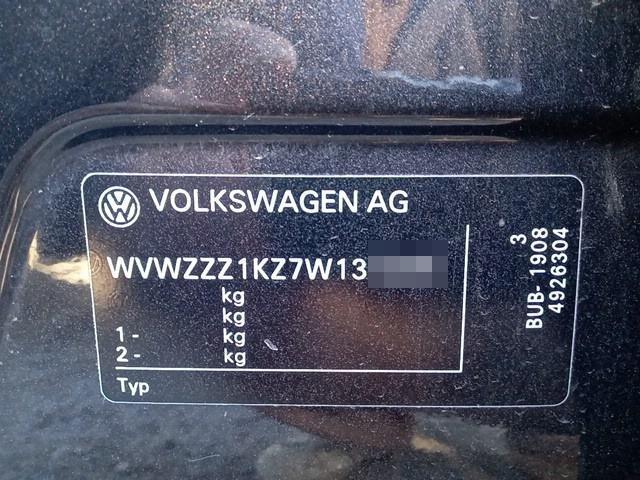 VOLKSWAGEN AG
WVWZZZ1KZ7W13
kg
kg
1- kg
2- kg
Typ
3
BUB- 1908
4926304